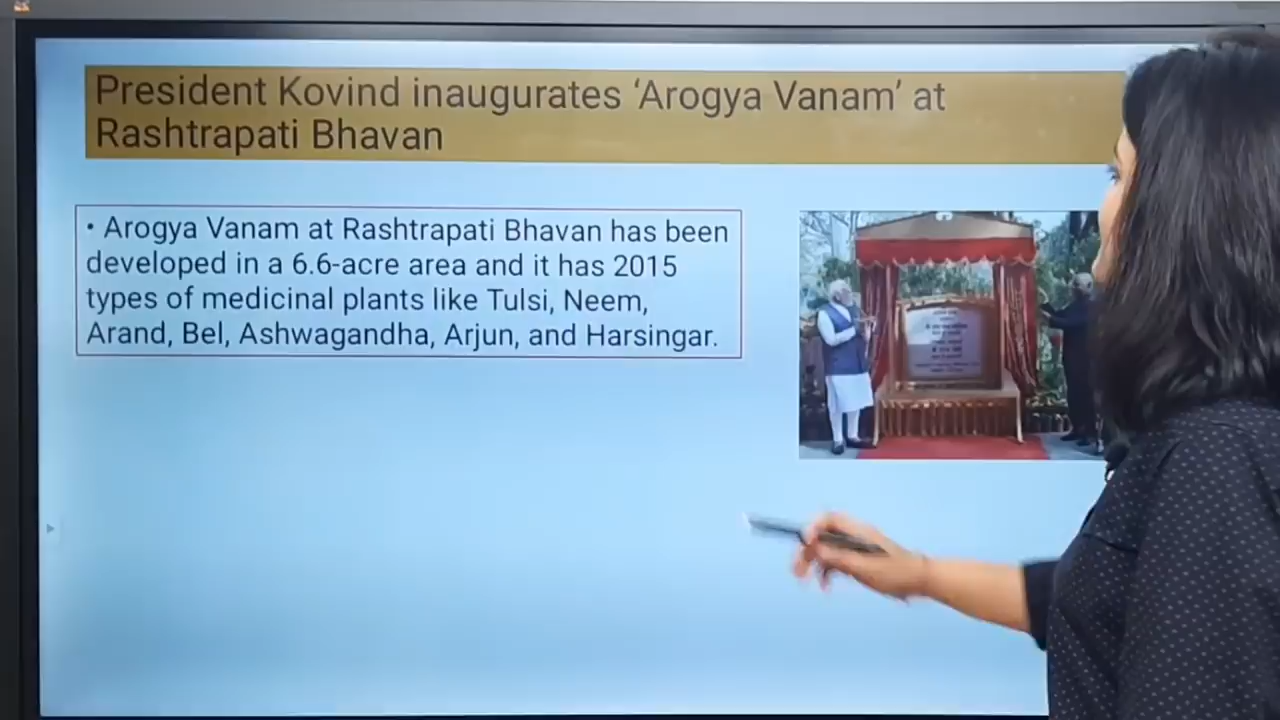 President Kovind inaugurates ‘Arogya Vanam’ at
Rashtrapati Bhavan
• Arogya Vanam at Rashtrapati Bhavan has been
developed in a 6.6-acre area and it has 2015
types of medicinal plants like Tulsi, Neem,
Arand, Bel, Ashwagandha, Arjun, and Harsingar.